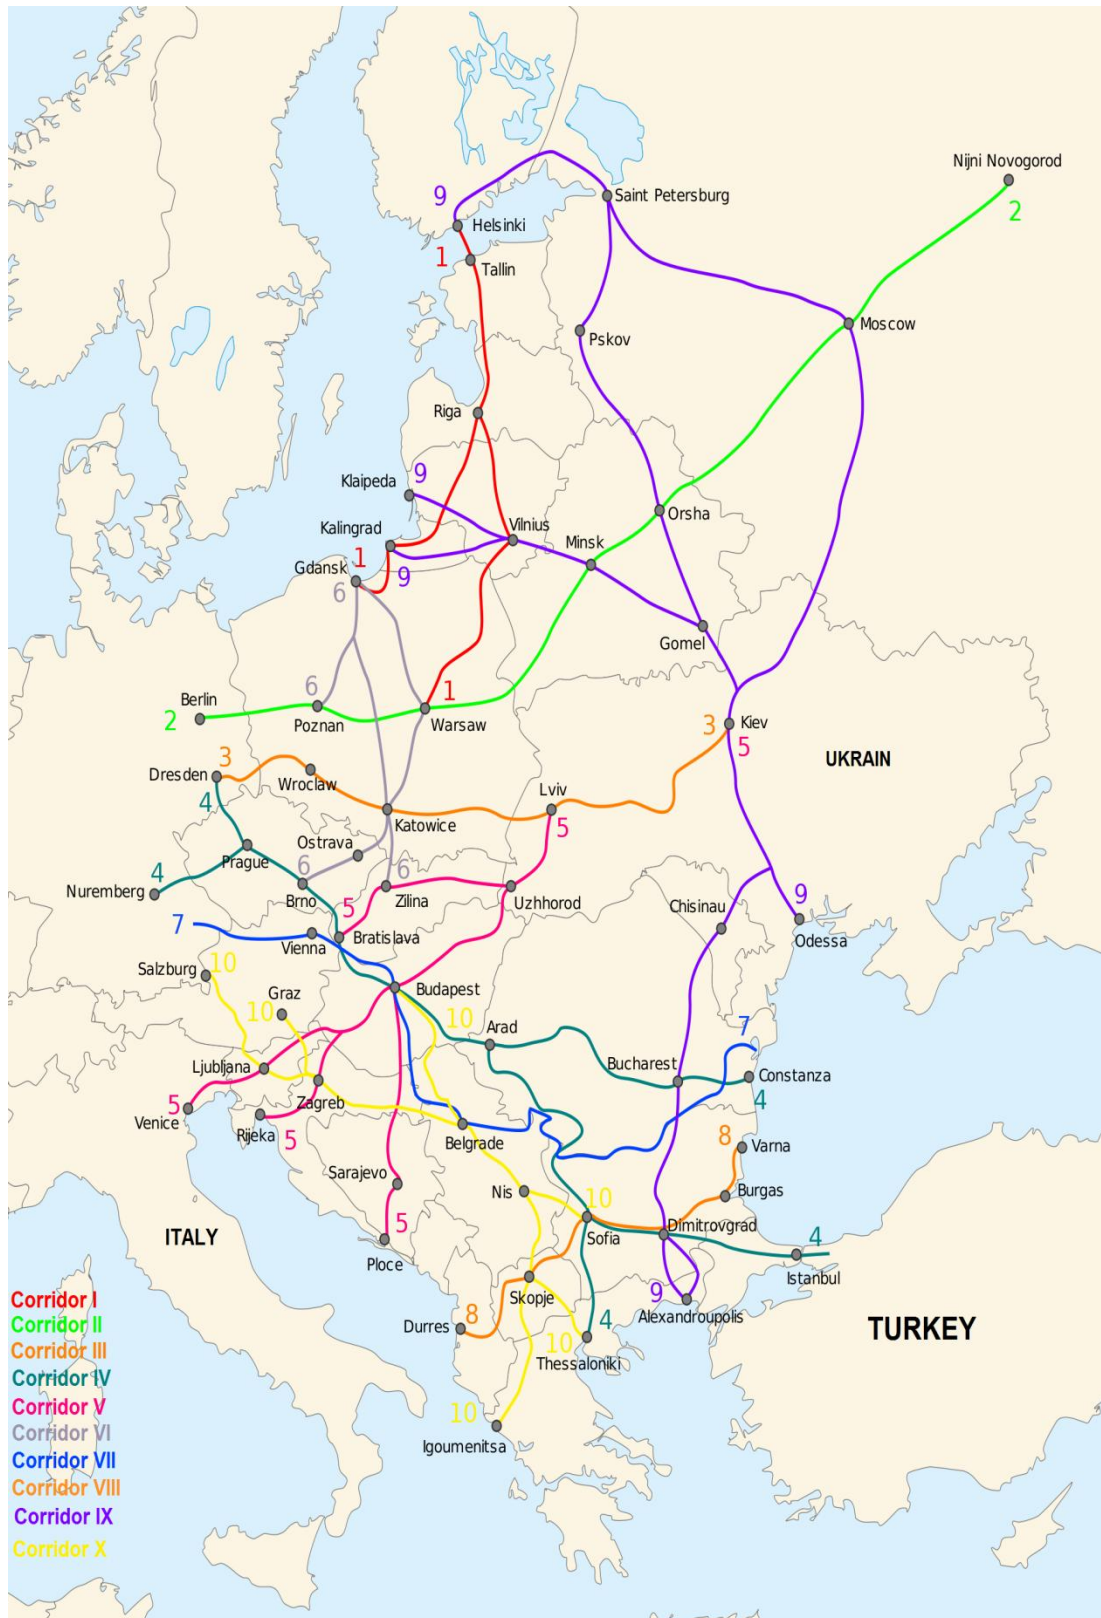 Nijni Novogorod
2
9
Saint Petersburg
Helsinki
1
Tallin
Moscow
Pskov
Riga
9
Klaipeda
Orsha
Kalingrad
Vilnius
Minsk
1
Gdansk
9
6
Gomel
6
1
Berlin
2
Poznan
Warsaw
3
Kiev
5
3
UKRAIN
Dresden
Wroclaw
Lviv
4
Katowice
5
Ostrava
Prague
4
6
6
Nuremberg
Brno
Zilina
Uzhhorod
5
Chisinau
9
7
Vienna
Bratislava
Odessa
Salzburg
10
Graz
Budapest
10
10
Arad
7
Ljubljana
Bucharest
Constanza
4
5
Zagreb
Venice
Rijeka
5
Belgrade
8
Varna
Sarajevo
Nis
10
Burgas
5
ITALY
Sofia
Dimitrovgrad
4
Ploce
Istanbul
9
Skopje
Corridor I
Corridor II
Durres
8
10
4
Alexandroupolis
TURKEY
Corridor III
Thessaloniki
Corridor IV
Corridor V
10
Corridor VI
Igoumenitsa
Corridor VII
Corridor VIII
Corridor IX
Corridor X